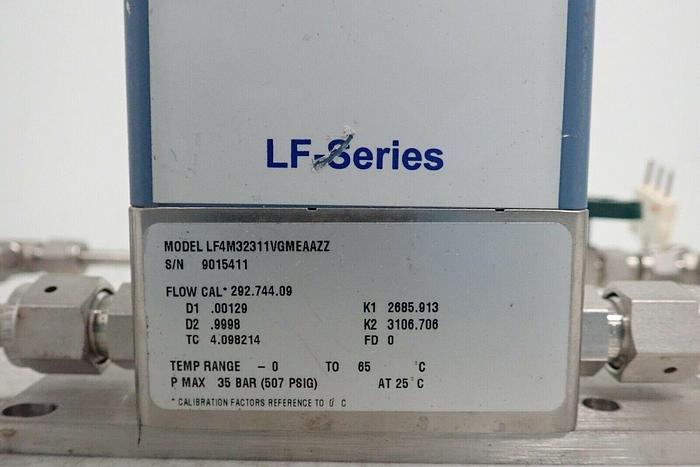 LF-Series
MODEL LF4M32311VGMEAAZZ
S/N 9015411
FLOW CAL* 292.744.09
D1 .00129 K1 2685.913
D2 .9998 K2 3106.706
TC 4.098214 FD 0
TEMP RANGE - 0 TO 65 °C
P MAX 35 BAR (507 PSIG) AT 25°C
* CALIBRATION FACTORS REFERENCE TO 0° C